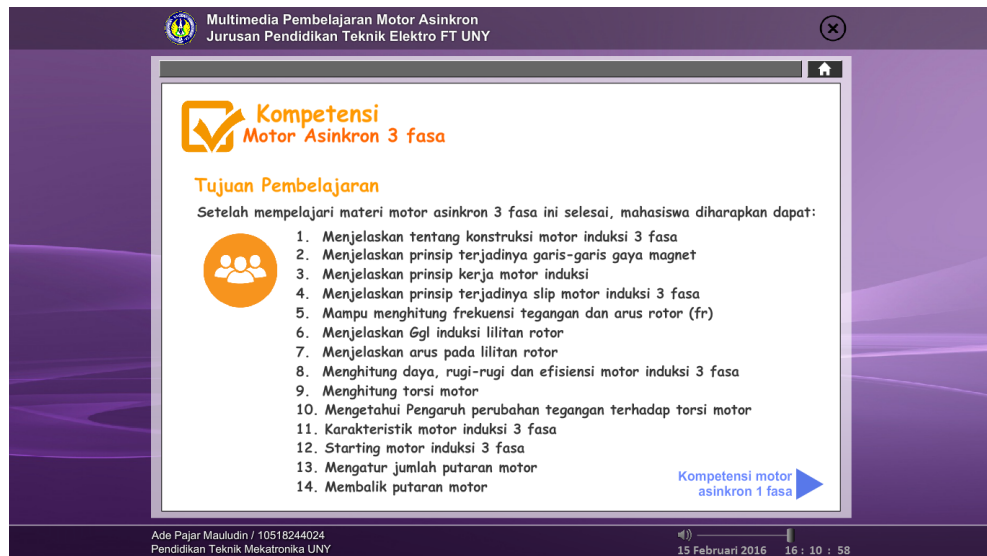 Multimedia Pembelajaran Motor Asinkron
Jurusan Pendidikan Teknik Elektro FT UNY
Kompetensi
Motor Asinkron 3 fasa
Tujuan Pembelajaran
Setelah mempelajari materi motor asinkron 3 fasa ini selesai, mahasiswa diharapkan dapat:
1. Menjelaskan tentang konstruksi motor induksi 3 fasa
2. Menjelaskan prinsip terjadinya garis-garis gaya magnet
3. Menjelaskan prinsip kerja motor induksi
4. Menjelaskan prinsip terjadinya slip motor induksi 3 fasa
5. Mampu menghitung frekuensi tegangan dan arus rotor (fr)
6. Menjelaskan Ggl induksi lilitan rotor
7. Menjelaskan arus pada lilitan rotor
8. Menghitung daya, rugi-rugi dan efisiensi motor induksi 3 fasa
9. Menghitung torsi motor
10. Mengetahui Pengaruh perubahan tegangan terhadap torsi motor
11. Karakteristik motor induksi 3 fasa
12. Starting motor induksi 3 fasa
13. Mengatur jumlah putaran motor
14. Membalik putaran motor
Kompetensi motor
asinkron 1 fasa
Ade Pajar Mauludin / 10518244024
Pendidikan Teknik Mekatronika UNY
15 Februari 2016 16 : 10 : 58